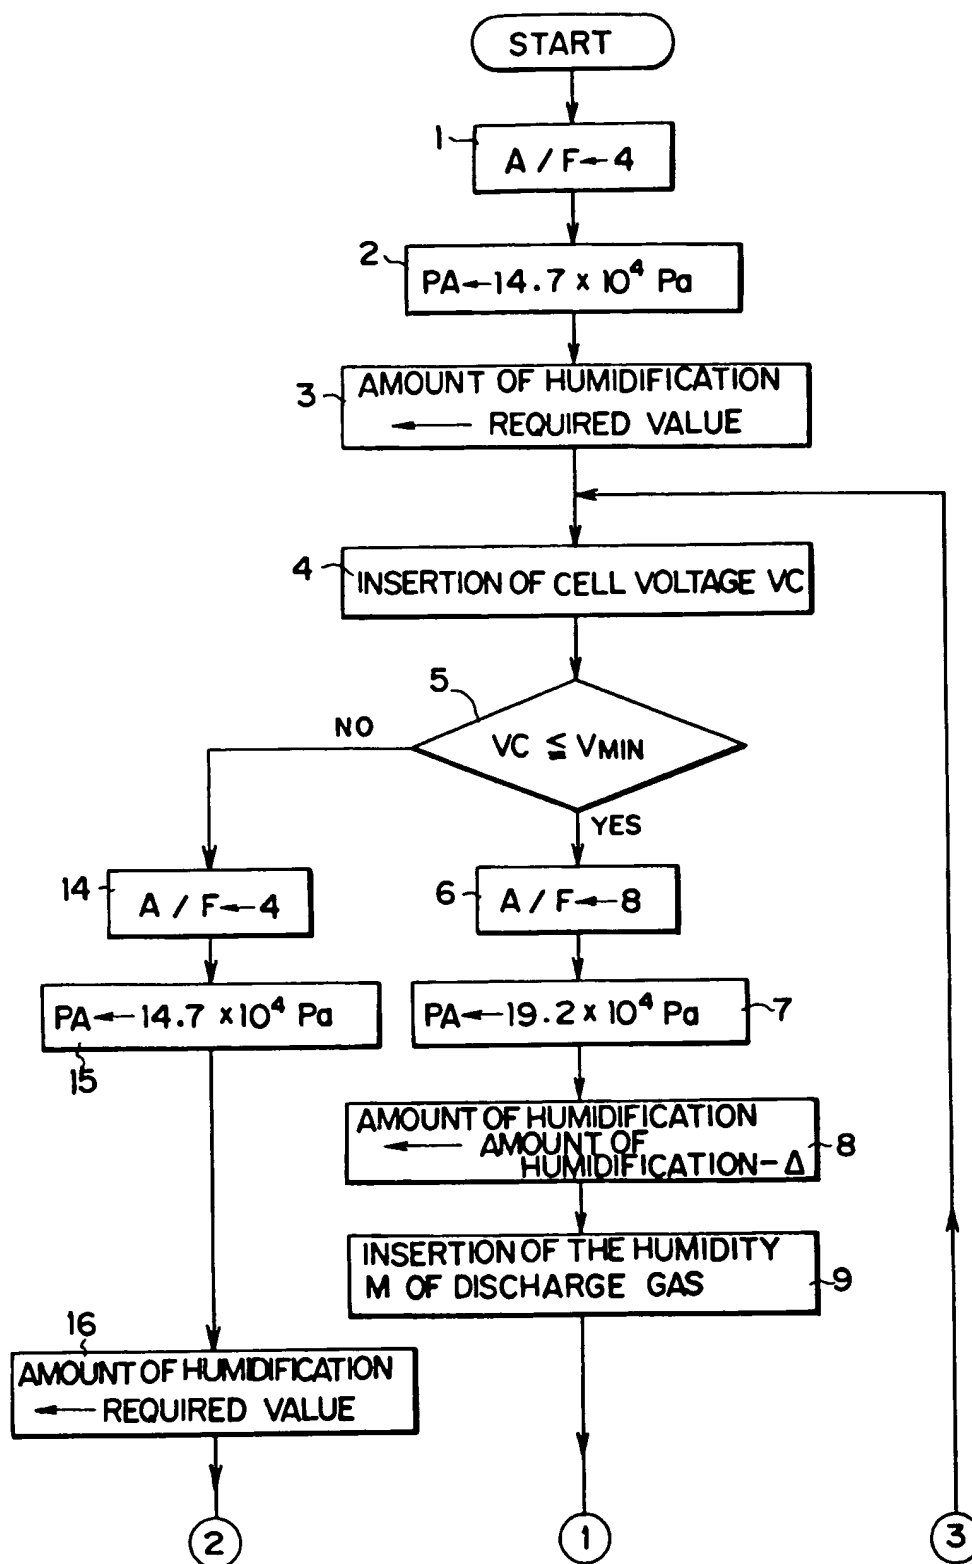 START
1
A / F←4
2
PA←14.7 × 10⁴ Pa
3
AMOUNT OF HUMIDIFICATION
← REQUIRED VALUE
4
INSERTION OF CELL VOLTAGE VC
5
VC ≦ VMIN
NO
YES
14
A / F←4
6
A / F←8
15
PA←14.7 ×10⁴ Pa
7
PA←19.2 × 10⁴ Pa
8
AMOUNT OF HUMIDIFICATION
← AMOUNT OF
HUMIDIFICATION-Δ
9
INSERTION OF THE HUMIDITY
M OF DISCHARGE GAS
16
AMOUNT OF HUMIDIFICATION
← REQUIRED VALUE
2
1
3